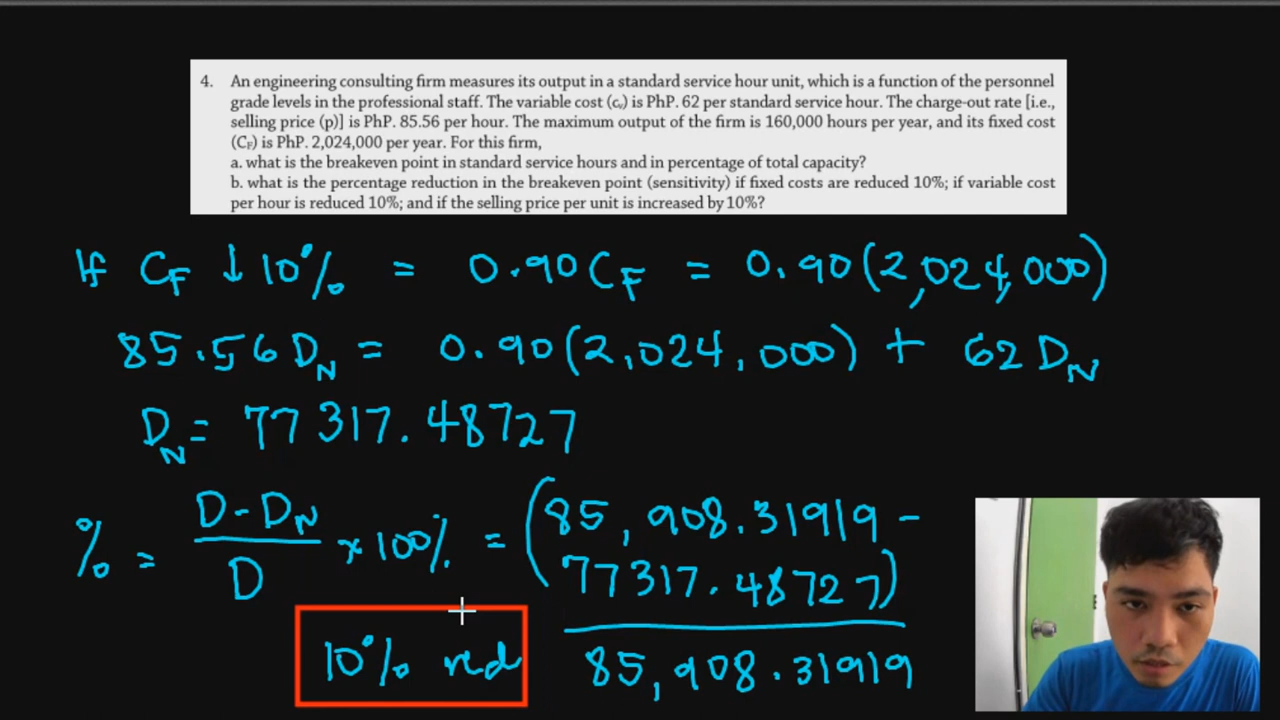 4. An engineering consulting firm measures its output in a standard service hour unit, which is a function of the personnel
grade levels in the professional staff. The variable cost (cᵥ) is PhP. 62 per standard service hour. The charge-out rate [i.e.,
selling price (p)] is PhP. 85.56 per hour. The maximum output of the firm is 160,000 hours per year, and its fixed cost
(C_F) is PhP. 2,024,000 per year. For this firm,
a. what is the breakeven point in standard service hours and in percentage of total capacity?
b. what is the percentage reduction in the breakeven point (sensitivity) if fixed costs are reduced 10%; if variable cost
per hour is reduced 10%; and if the selling price per unit is increased by 10%?
If C_F ↓ 10% = 0.90 C_F = 0.90(2,024,000)
85.56 D_N = 0.90(2,024,000) + 62 D_N
D_N = 77317.48727
% = (D - D_N)/D × 100% = (85,908.31919 -
77317.48727)
85,908.31919
10% red